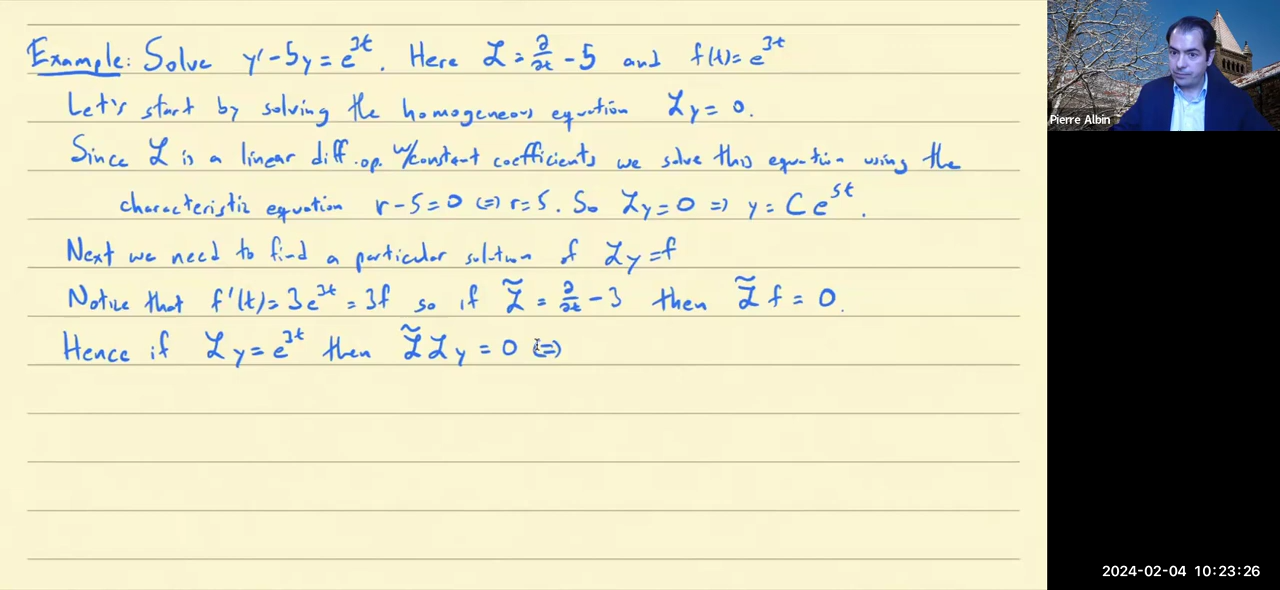 Example: Solve y' - 5y = e^{3t}. Here ℒ = ∂/∂t - 5 and f(t) = e^{3t}
Let's start by solving the homogeneous equation ℒy = 0.
Since ℒ is a linear diff. op. w/constant coefficients we solve this equation using the
characteristic equation r - 5 = 0 ⇔ r = 5. So ℒy = 0 ⇒ y = C e^{5t}.
Next we need to find a particular solution of ℒy = f
Notice that f'(t) = 3e^{3t} = 3f so if ℒ̃ = ∂/∂t - 3 then ℒ̃ f = 0.
Hence if ℒy = e^{3t} then ℒ̃ℒy = 0 ⇔
Pierre Albin
2024-02-04 10:23:26